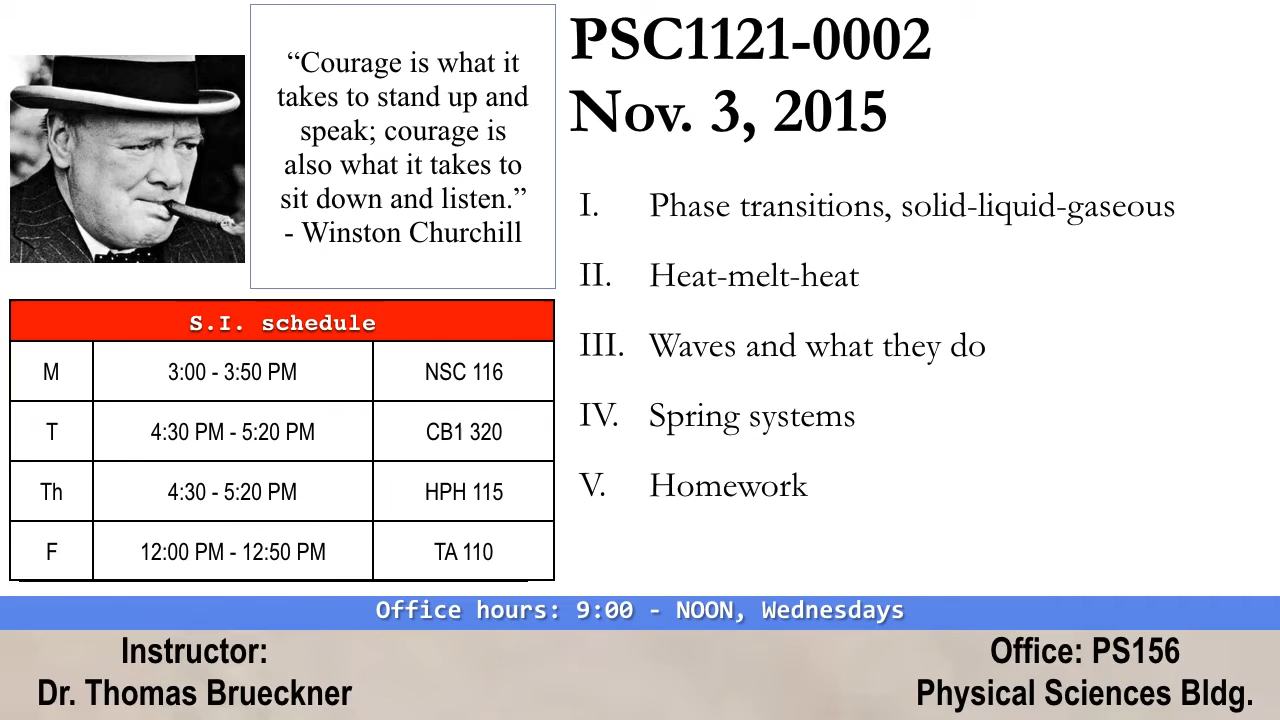 “Courage is what it
takes to stand up and
speak; courage is
also what it takes to
sit down and listen.”
- Winston Churchill
PSC1121-0002
Nov. 3, 2015
I. Phase transitions, solid-liquid-gaseous
II. Heat-melt-heat
III. Waves and what they do
IV. Spring systems
V. Homework
S.I. schedule
M 3:00 - 3:50 PM NSC 116
T 4:30 PM - 5:20 PM CB1 320
Th 4:30 - 5:20 PM HPH 115
F 12:00 PM - 12:50 PM TA 110
Office hours: 9:00 - NOON, Wednesdays
Instructor:
Dr. Thomas Brueckner
Office: PS156
Physical Sciences Bldg.